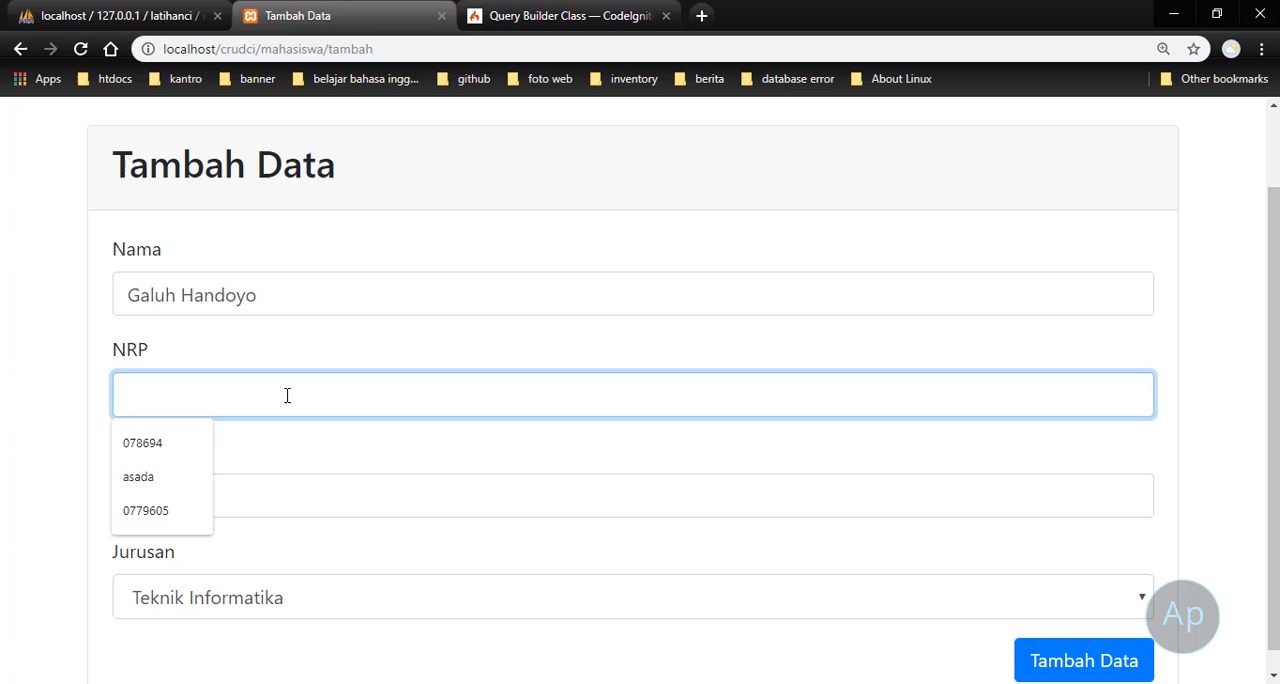 localhost / 127.0.0.1 / latihanci /
Tambah Data
Query Builder Class — CodeIgnit
localhost/crudci/mahasiswa/tambah
Apps
htdocs
kantro
banner
belajar bahasa ingg...
github
foto web
inventory
berita
database error
About Linux
Other bookmarks
Tambah Data
Nama
Galuh Handoyo
NRP
078694
asada
0779605
Jurusan
Teknik Informatika
Ap
Tambah Data